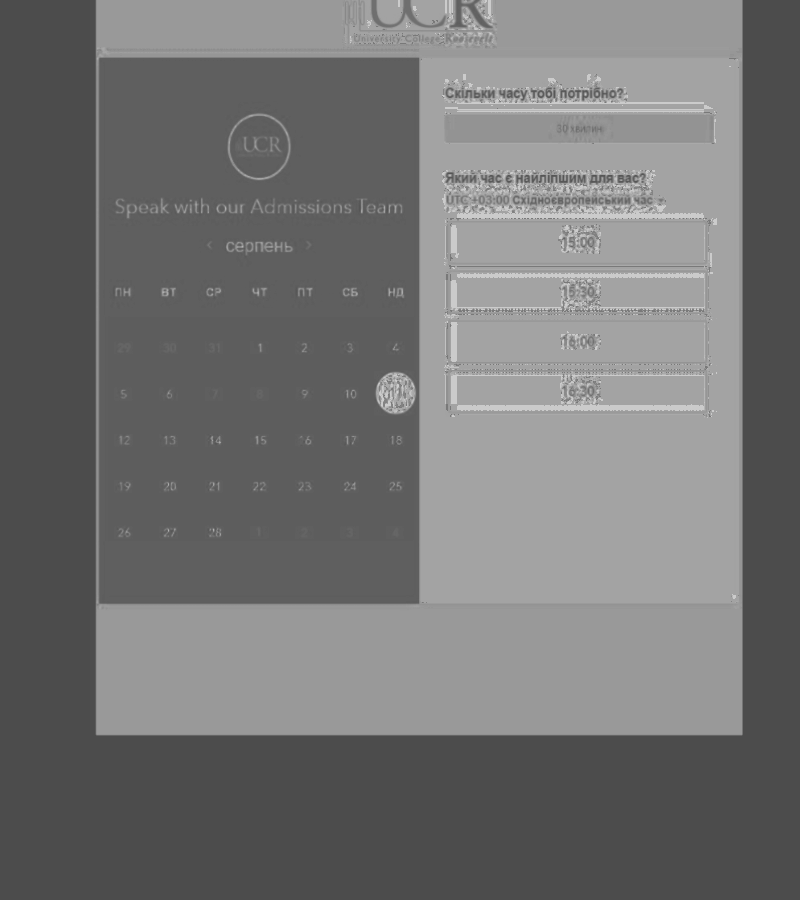 UCR
University College Roosevelt
UCR
Speak with our Admissions Team
серпень
ПН ВТ СР ЧТ ПТ СБ НД
29 30 31 1 2 3 4
5 6 7 8 9 10
12 13 14 15 16 17 18
19 20 21 22 23 24 25
26 27 28 1 2 3 4
Скільки часу тобі потрібно?
30 хвилин
Який час є найліпшим для вас?
UTC +03:00 Східноєвропейський час
15:00
15:30
16:00
16:30